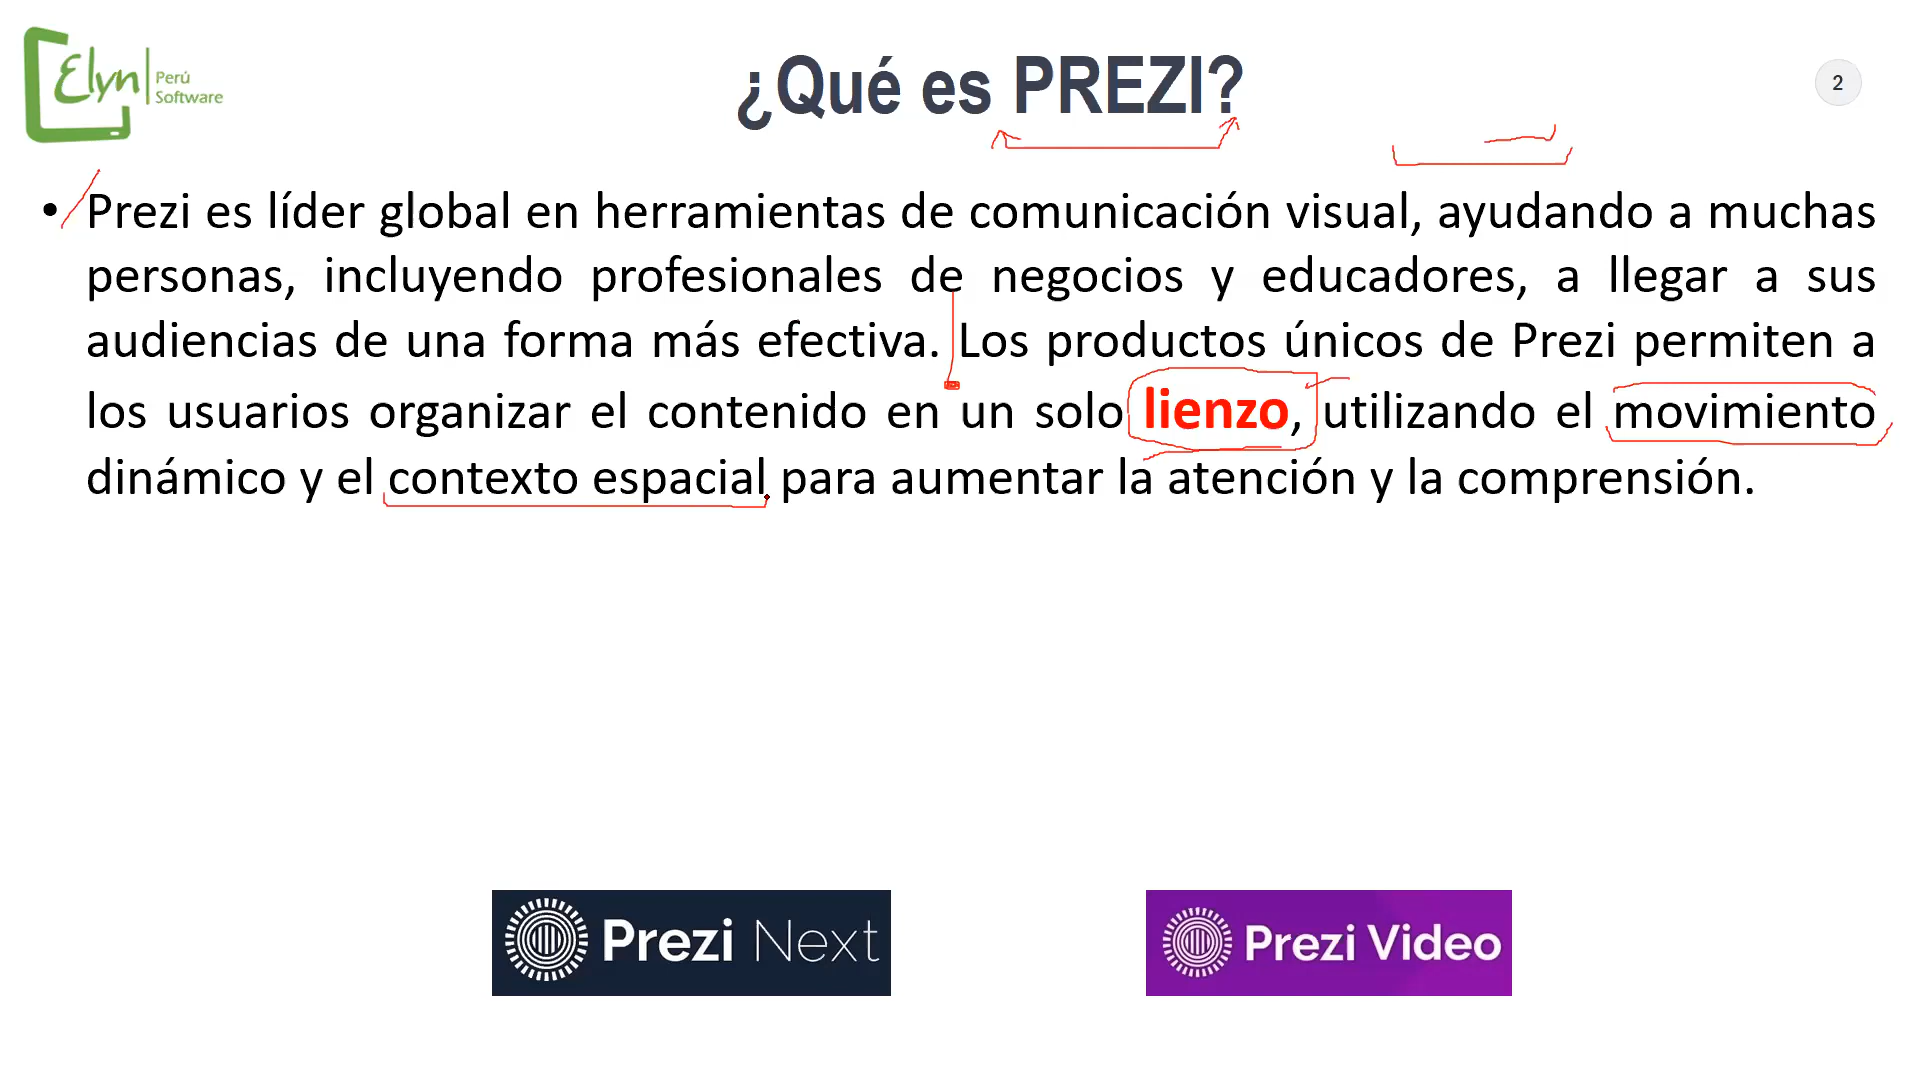 Elyn Perú
Software
¿Qué es PREZI?
2
• Prezi es líder global en herramientas de comunicación visual, ayudando a muchas
personas, incluyendo profesionales de negocios y educadores, a llegar a sus
audiencias de una forma más efectiva. Los productos únicos de Prezi permiten a
los usuarios organizar el contenido en un solo lienzo, utilizando el movimiento
dinámico y el contexto espacial para aumentar la atención y la comprensión.
Prezi Next
Prezi Video